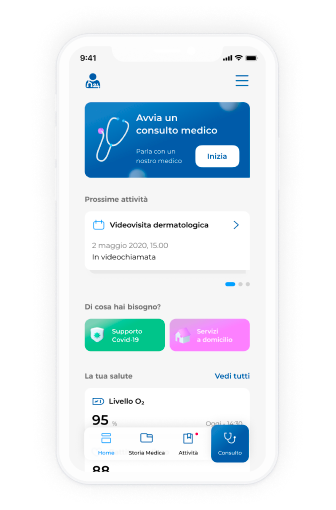 9:41
Avvia un
consulto medico
Parla con un
nostro medico
Inizia
Prossime attività
Videovisita dermatologica
2 maggio 2020, 15.00
In videochiamata
Di cosa hai bisogno?
Supporto
Covid-19
Servizi
a domicilio
La tua salute
Vedi tutti
Livello O₂
95 %
Oggi - 14:30
Home
Storia Medica
Attività
Consulto
88